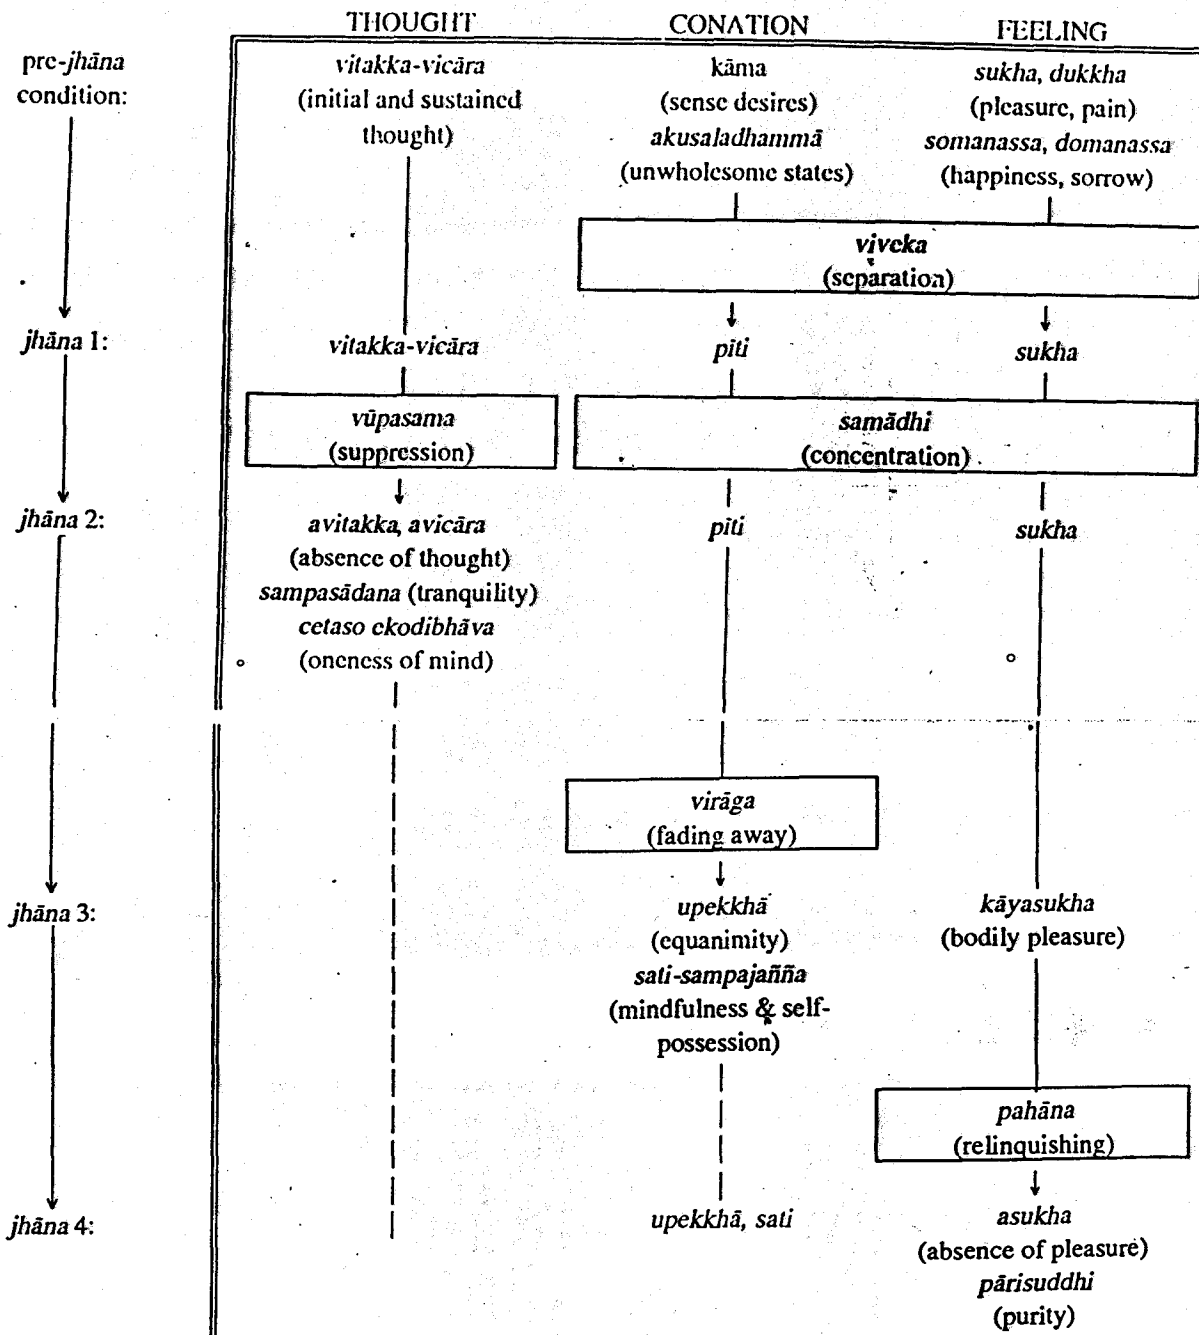 THOUGHT CONATION FEELING
pre-jhāna vitakka-vicāra kāma sukha, dukkha
condition: (initial and sustained (sense desires) (pleasure, pain)
thought) akusaladhammā somanassa, domanassa
(unwholesome states) (happiness, sorrow)
viveka
(separation)
jhāna 1: vitakka-vicāra pīti sukha
vūpasama samādhi
(suppression) (concentration)
jhāna 2: avitakka, avicāra pīti sukha
(absence of thought)
sampasādana (tranquility)
cetaso ekodibhāva
(oneness of mind)
virāga
(fading away)
jhāna 3: upekkhā kāyasukha
(equanimity) (bodily pleasure)
sati-sampajañña
(mindfulness & self-
possession)
pahāna
(relinquishing)
jhāna 4: upekkhā, sati asukha
(absence of pleasure)
pārisuddhi
(purity)